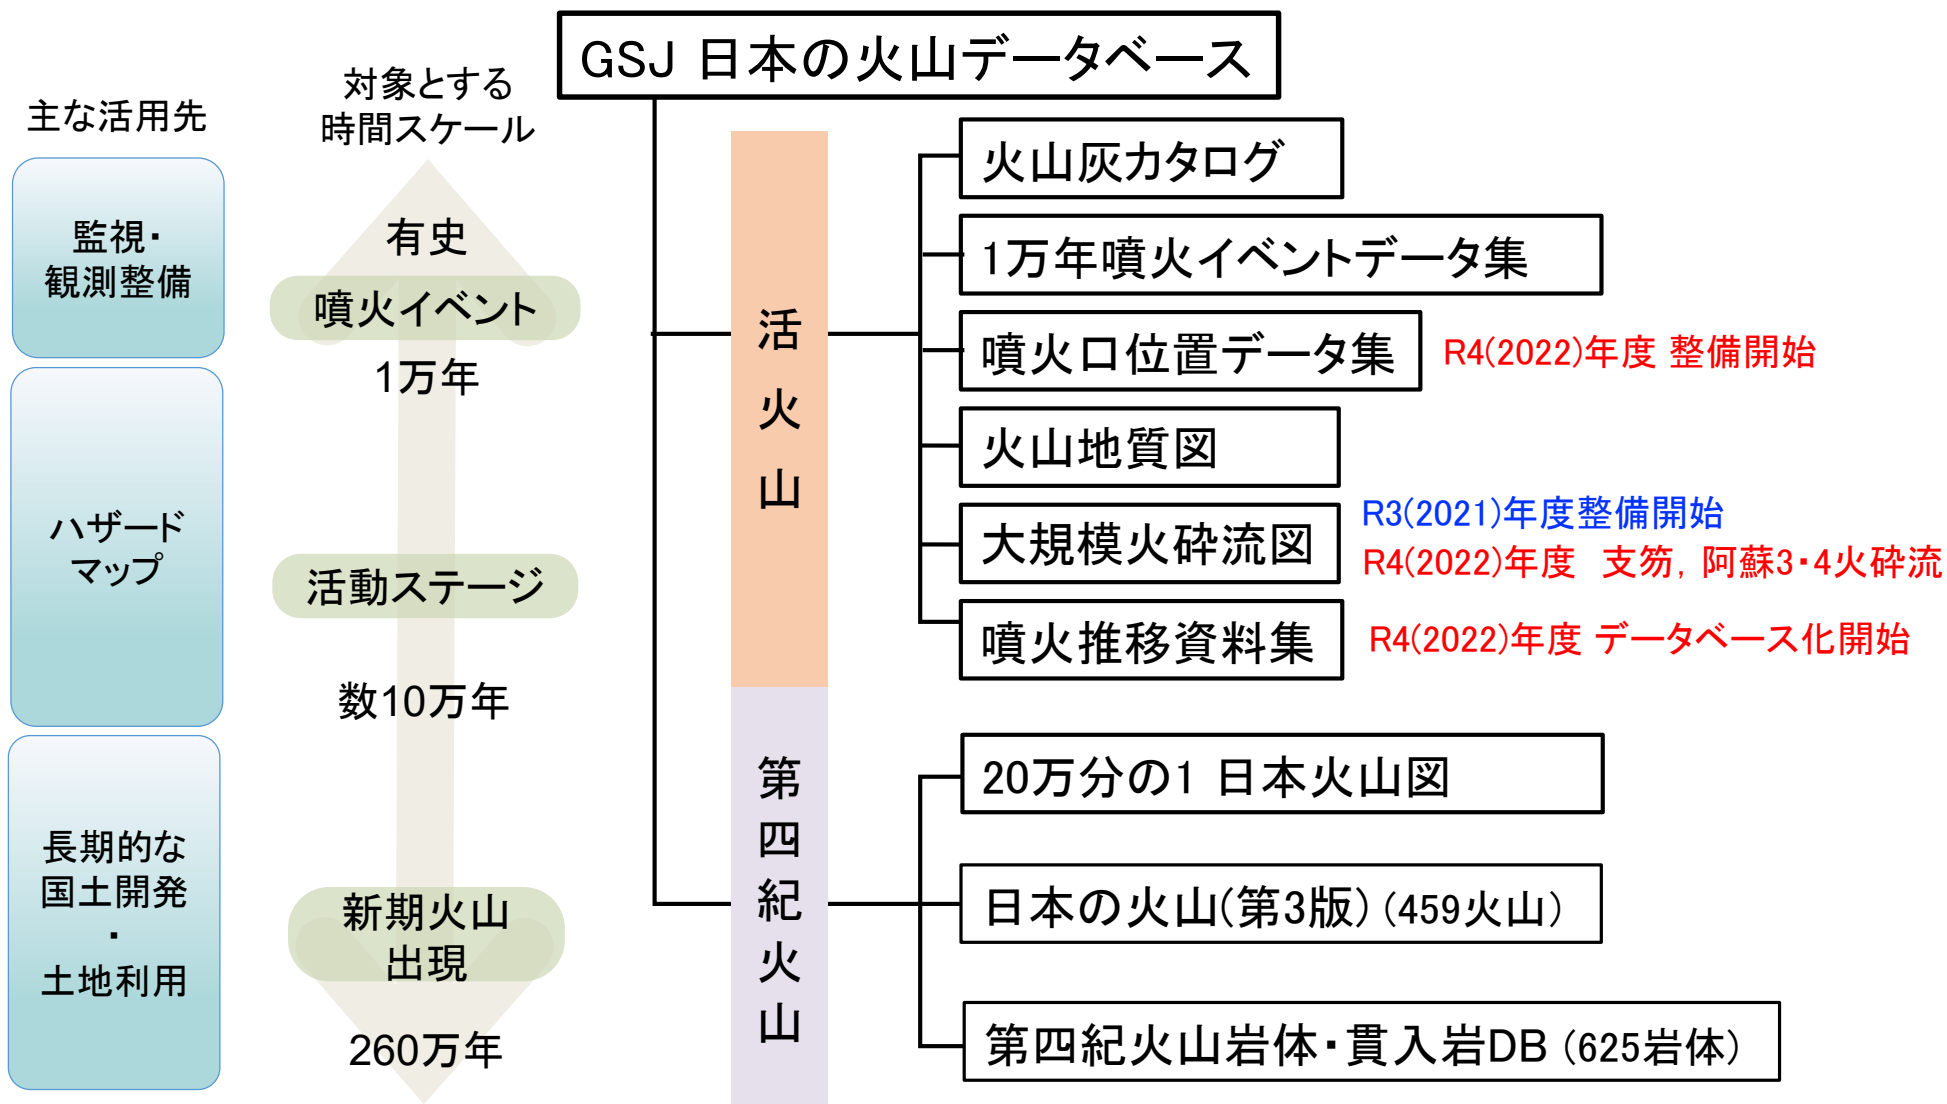 GSJ 日本の火山データベース
主な活用先
対象とする
時間スケール
監視・
観測整備
ハザード
マップ
長期的な
国土開発
・
土地利用
有史
噴火イベント
1万年
活動ステージ
数10万年
新期火山
出現
260万年
活火山
火山灰カタログ
1万年噴火イベントデータ集
噴火口位置データ集
R4(2022)年度 整備開始
火山地質図
大規模火砕流図
R3(2021)年度整備開始
R4(2022)年度　支笏，阿蘇3・4火砕流
噴火推移資料集
R4(2022)年度 データベース化開始
第四紀火山
20万分の1 日本火山図
日本の火山(第3版)(459火山)
第四紀火山岩体・貫入岩DB (625岩体)